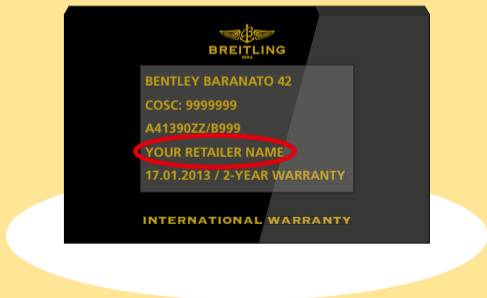 BREITLING
1884
BENTLEY BARANATO 42
COSC: 9999999
A41390ZZ/B999
YOUR RETAILER NAME
17.01.2013 / 2-YEAR WARRANTY
INTERNATIONAL WARRANTY